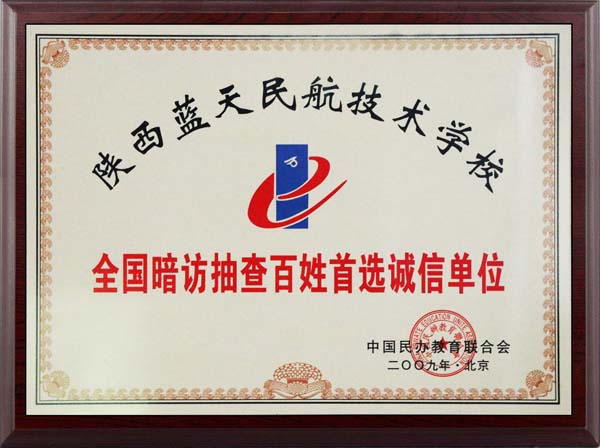 陕西蓝天民航技术学校
全国暗访抽查百姓首选诚信单位
中国民办教育联合会
二〇〇九年·北京